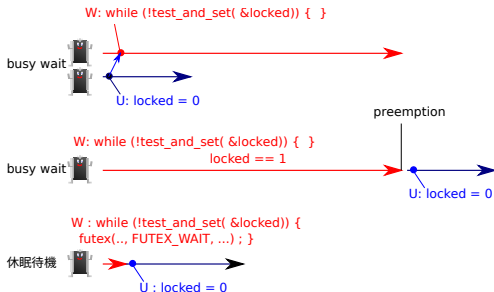 W: while (!test_and_set( &locked)) {  }
busy wait
U: locked = 0
preemption
W: while (!test_and_set( &locked)) {  }
locked == 1
busy wait
U: locked = 0
W : while (!test_and_set( &locked)) {
futex(.., FUTEX_WAIT, ...) ; }
休眠待機
U : locked = 0